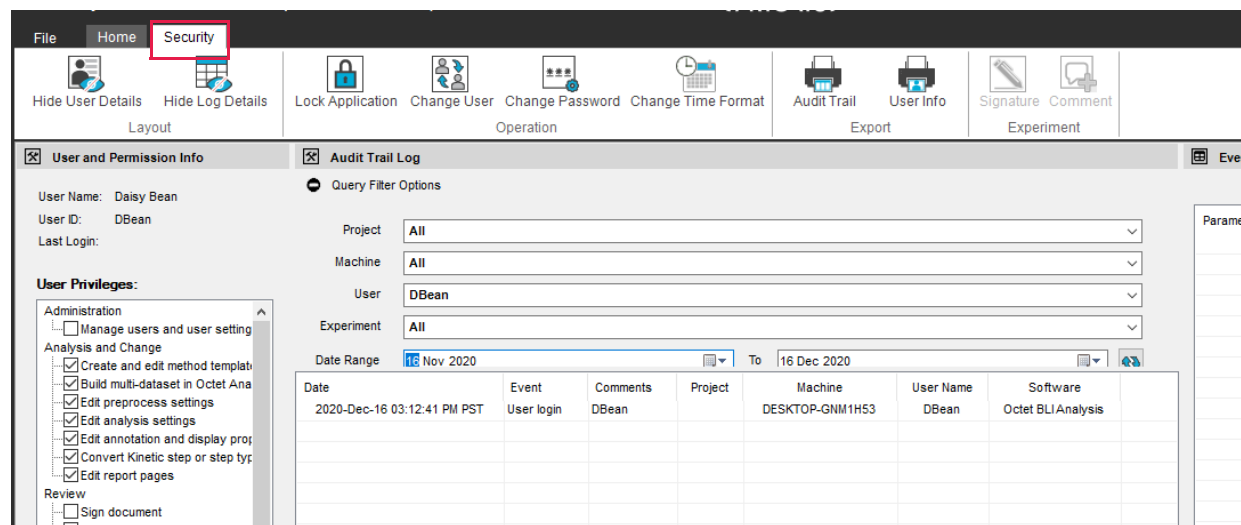 File Home Security
Hide User Details Hide Log Details Lock Application Change User Change Password Change Time Format Audit Trail User Info Signature Comment
Layout Operation Export Experiment
User and Permission Info
User Name: Daisy Bean
User ID: DBean
Last Login:
User Privileges:
Administration
Manage users and user setting
Analysis and Change
Create and edit method templat
Build multi-dataset in Octet Ana
Edit preprocess settings
Edit analysis settings
Edit annotation and display prop
Convert Kinetic step or step typ
Edit report pages
Review
Sign document
Audit Trail Log
Query Filter Options
Project All
Machine All
User DBean
Experiment All
Date Range 16 Nov 2020 To 16 Dec 2020
Date Event Comments Project Machine User Name Software
2020-Dec-16 03:12:41 PM PST User login DBean DESKTOP-GNM1H53 DBean Octet BLI Analysis
Eve
Parame